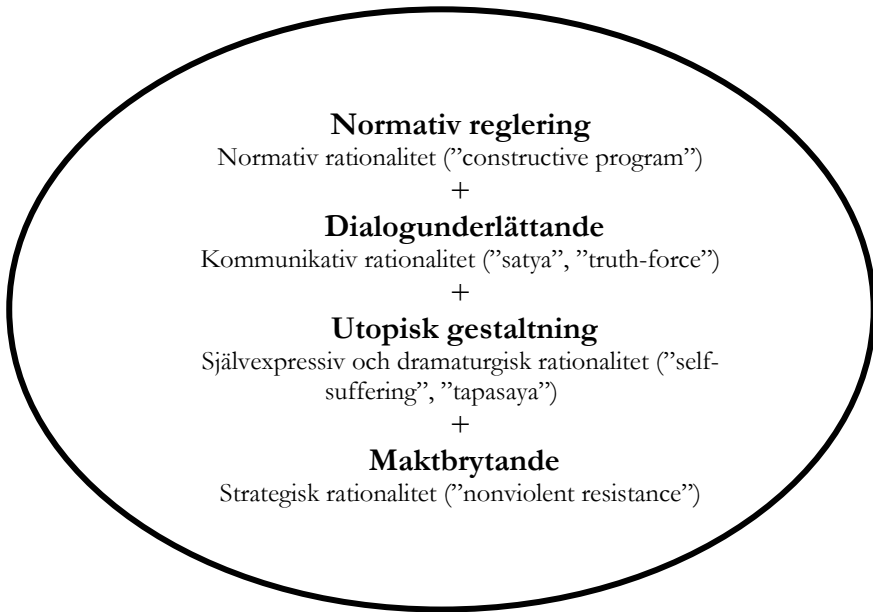 Normativ reglering
Normativ rationalitet (”constructive program”)
+
Dialogunderlättande
Kommunikativ rationalitet (”satya”, ”truth-force”)
+
Utopisk gestaltning
Självexpressiv och dramaturgisk rationalitet (”self-
suffering”, ”tapasaya”)
+
Maktbrytande
Strategisk rationalitet (”nonviolent resistance”)